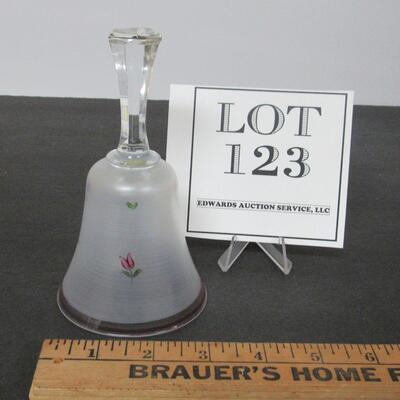 LOT
123
EDWARDS AUCTION SERVICE, LLC
1 2 3 4 5 6
BRAUER'S HOME F